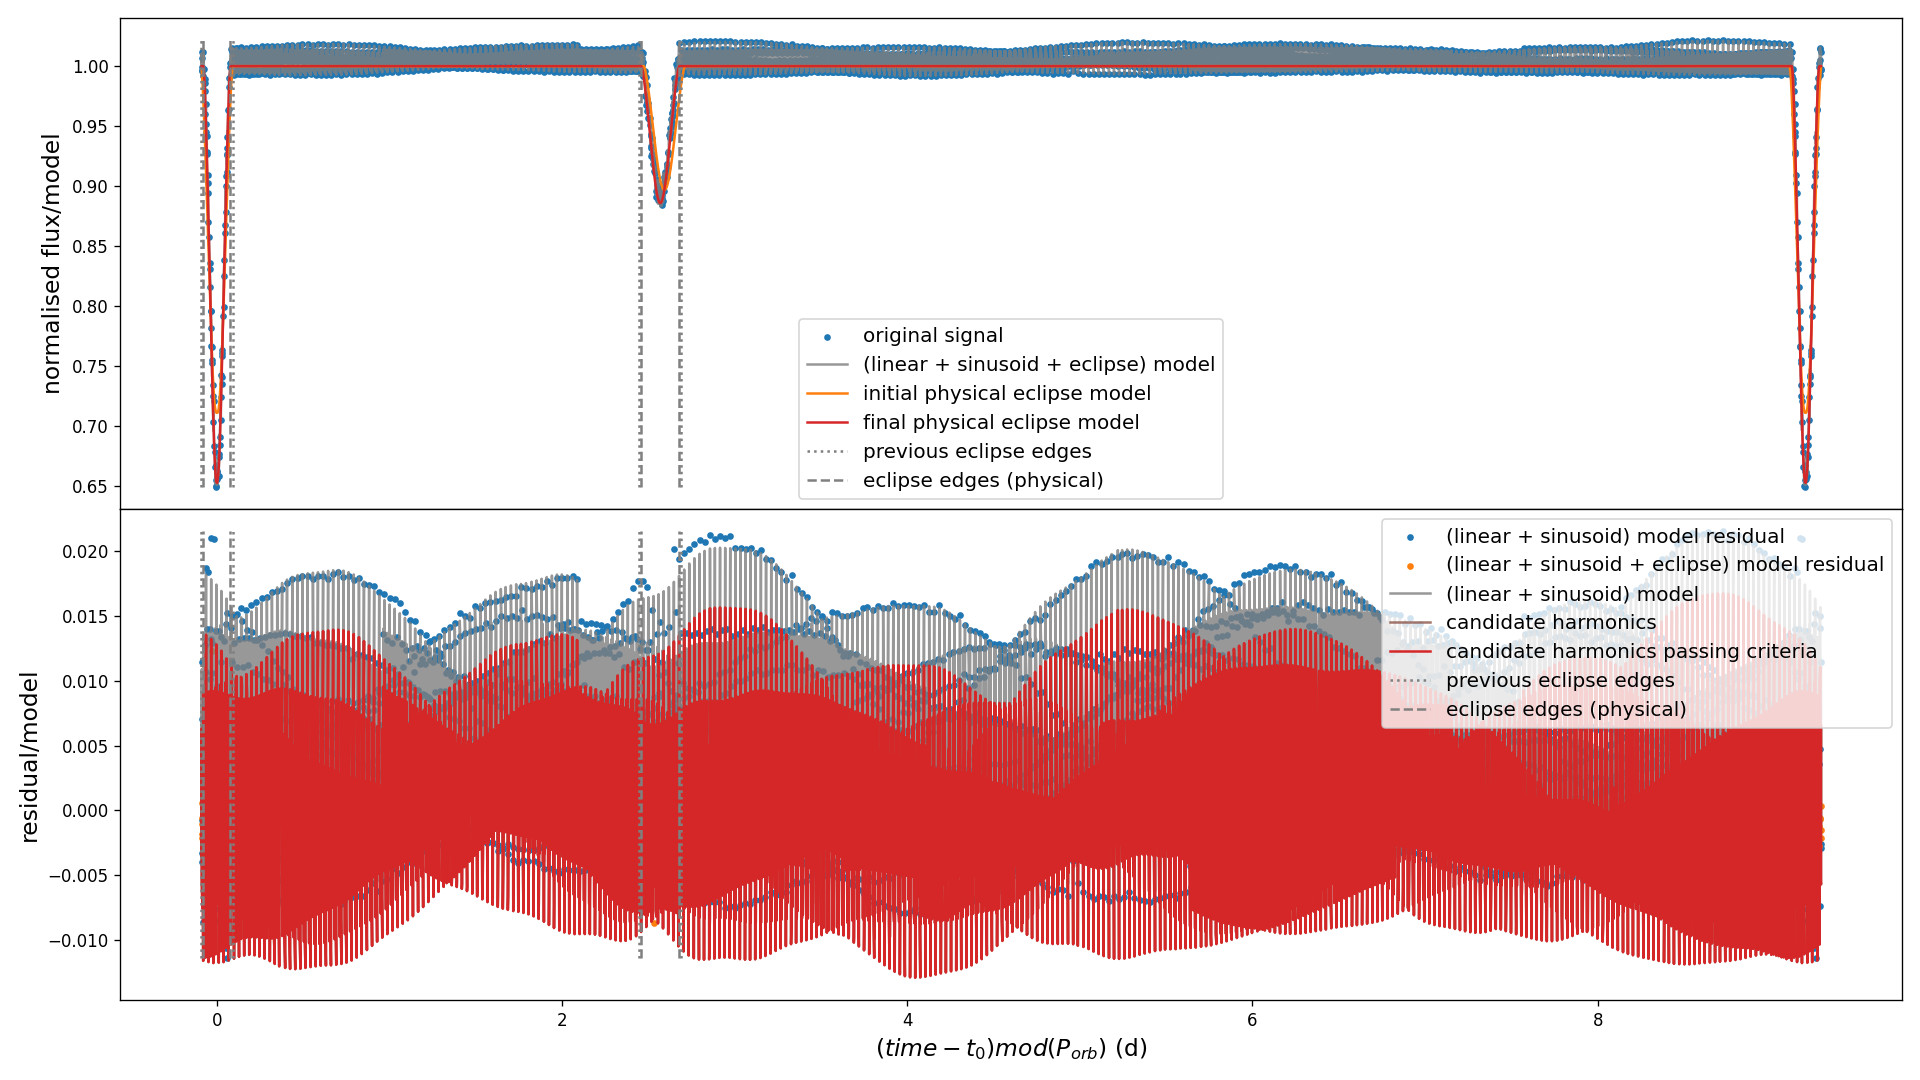 normalised flux/model
1.00
0.95
0.90
0.85
0.80
0.75
0.70
0.65
original signal
(linear + sinusoid + eclipse) model
initial physical eclipse model
final physical eclipse model
previous eclipse edges
eclipse edges (physical)
residual/model
0.020
0.015
0.010
0.005
0.000
−0.005
−0.010
(linear + sinusoid) model residual
(linear + sinusoid + eclipse) model residual
(linear + sinusoid) model
candidate harmonics
candidate harmonics passing criteria
previous eclipse edges
eclipse edges (physical)
0 2 4 6 8
(time − t₀)mod(P_{orb}) (d)